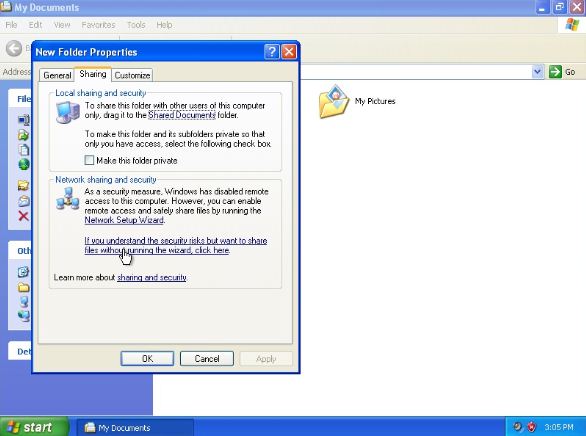 My Documents
File Edit View Favorites Tools Help
Address
Go
File
Oth
Det
My Pictures
New Folder Properties
General Sharing Customize
Local sharing and security
To share this folder with other users of this computer
only, drag it to the Shared Documents folder.
To make this folder and its subfolders private so that
only you have access, select the following check box.
Make this folder private
Network sharing and security
As a security measure, Windows has disabled remote
access to this computer. However, you can enable
remote access and safely share files by running the
Network Setup Wizard.
If you understand the security risks but want to share
files without running the wizard, click here.
Learn more about sharing and security.
OK Cancel Apply
start My Documents 3:05 PM